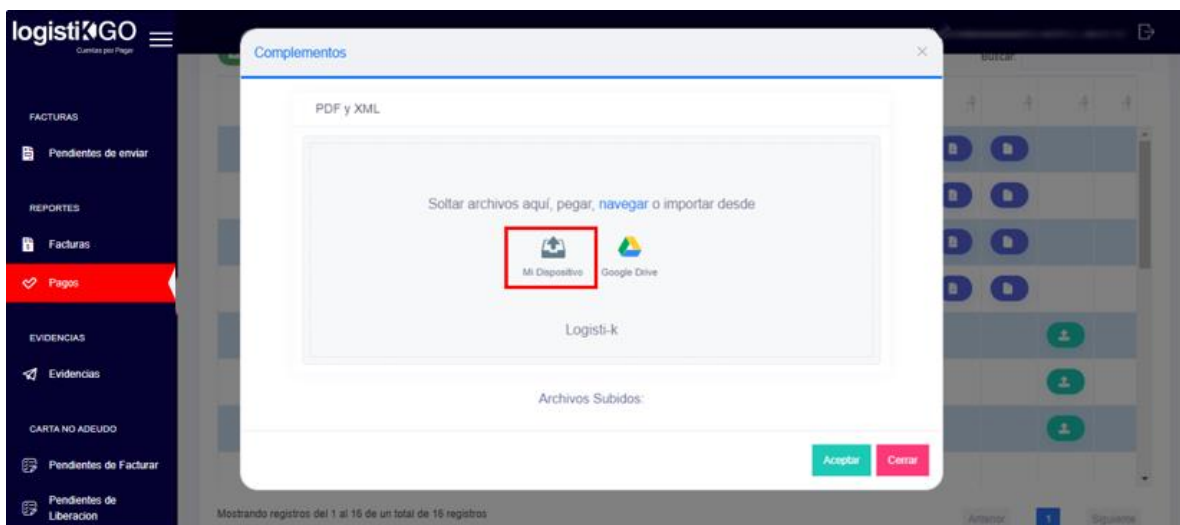 logistikGO
Cuentas por Pagar
FACTURAS
Pendientes de enviar
REPORTES
Facturas
Pagos
EVIDENCIAS
Evidencias
CARTA NO ADEUDO
Pendientes de Facturar
Pendientes de
Liberacion
Complementos
PDF y XML
Soltar archivos aquí, pegar, navegar o importar desde
Mi Dispositivo
Google Drive
Logisti-k
Archivos Subidos:
Aceptar
Cerrar
Buscar:
Mostrando registros del 1 al 16 de un total de 16 registros
Anterior
1
Siguiente